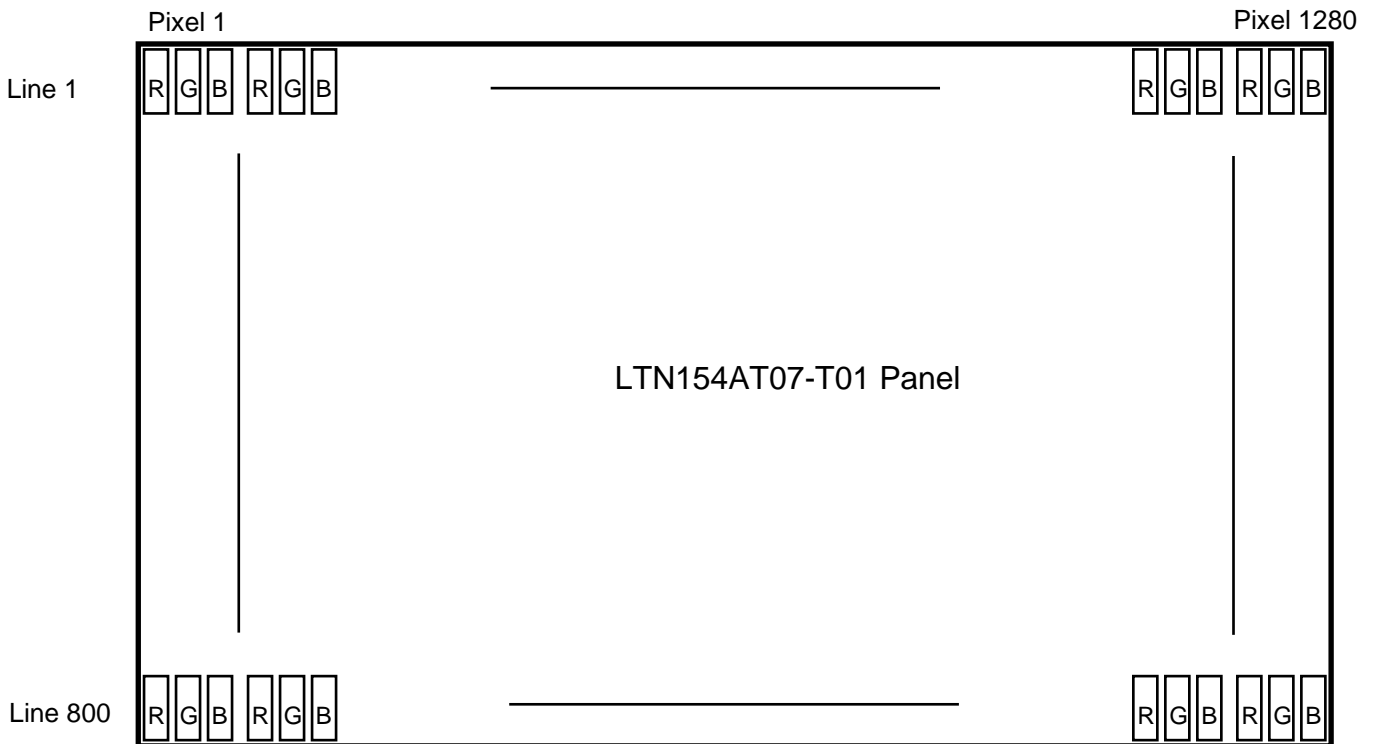 Pixel 1 Pixel 1280
Line 1 R G B R G B R G B R G B
LTN154AT07-T01 Panel
Line 800 R G B R G B R G B R G B